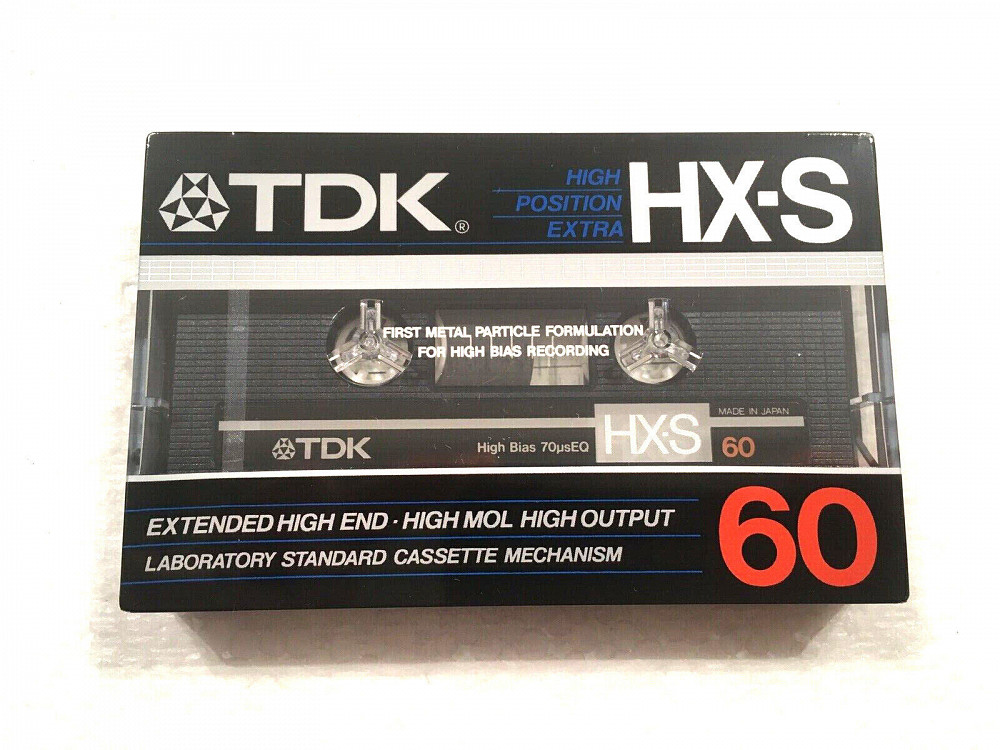 TDK®
HIGH
POSITION
EXTRA
HX-S
FIRST METAL PARTICLE FORMULATION
FOR HIGH BIAS RECORDING
TDK
High Bias 70µsEQ
HX·S
MADE IN JAPAN
60
EXTENDED HIGH END · HIGH MOL HIGH OUTPUT
LABORATORY STANDARD CASSETTE MECHANISM
60